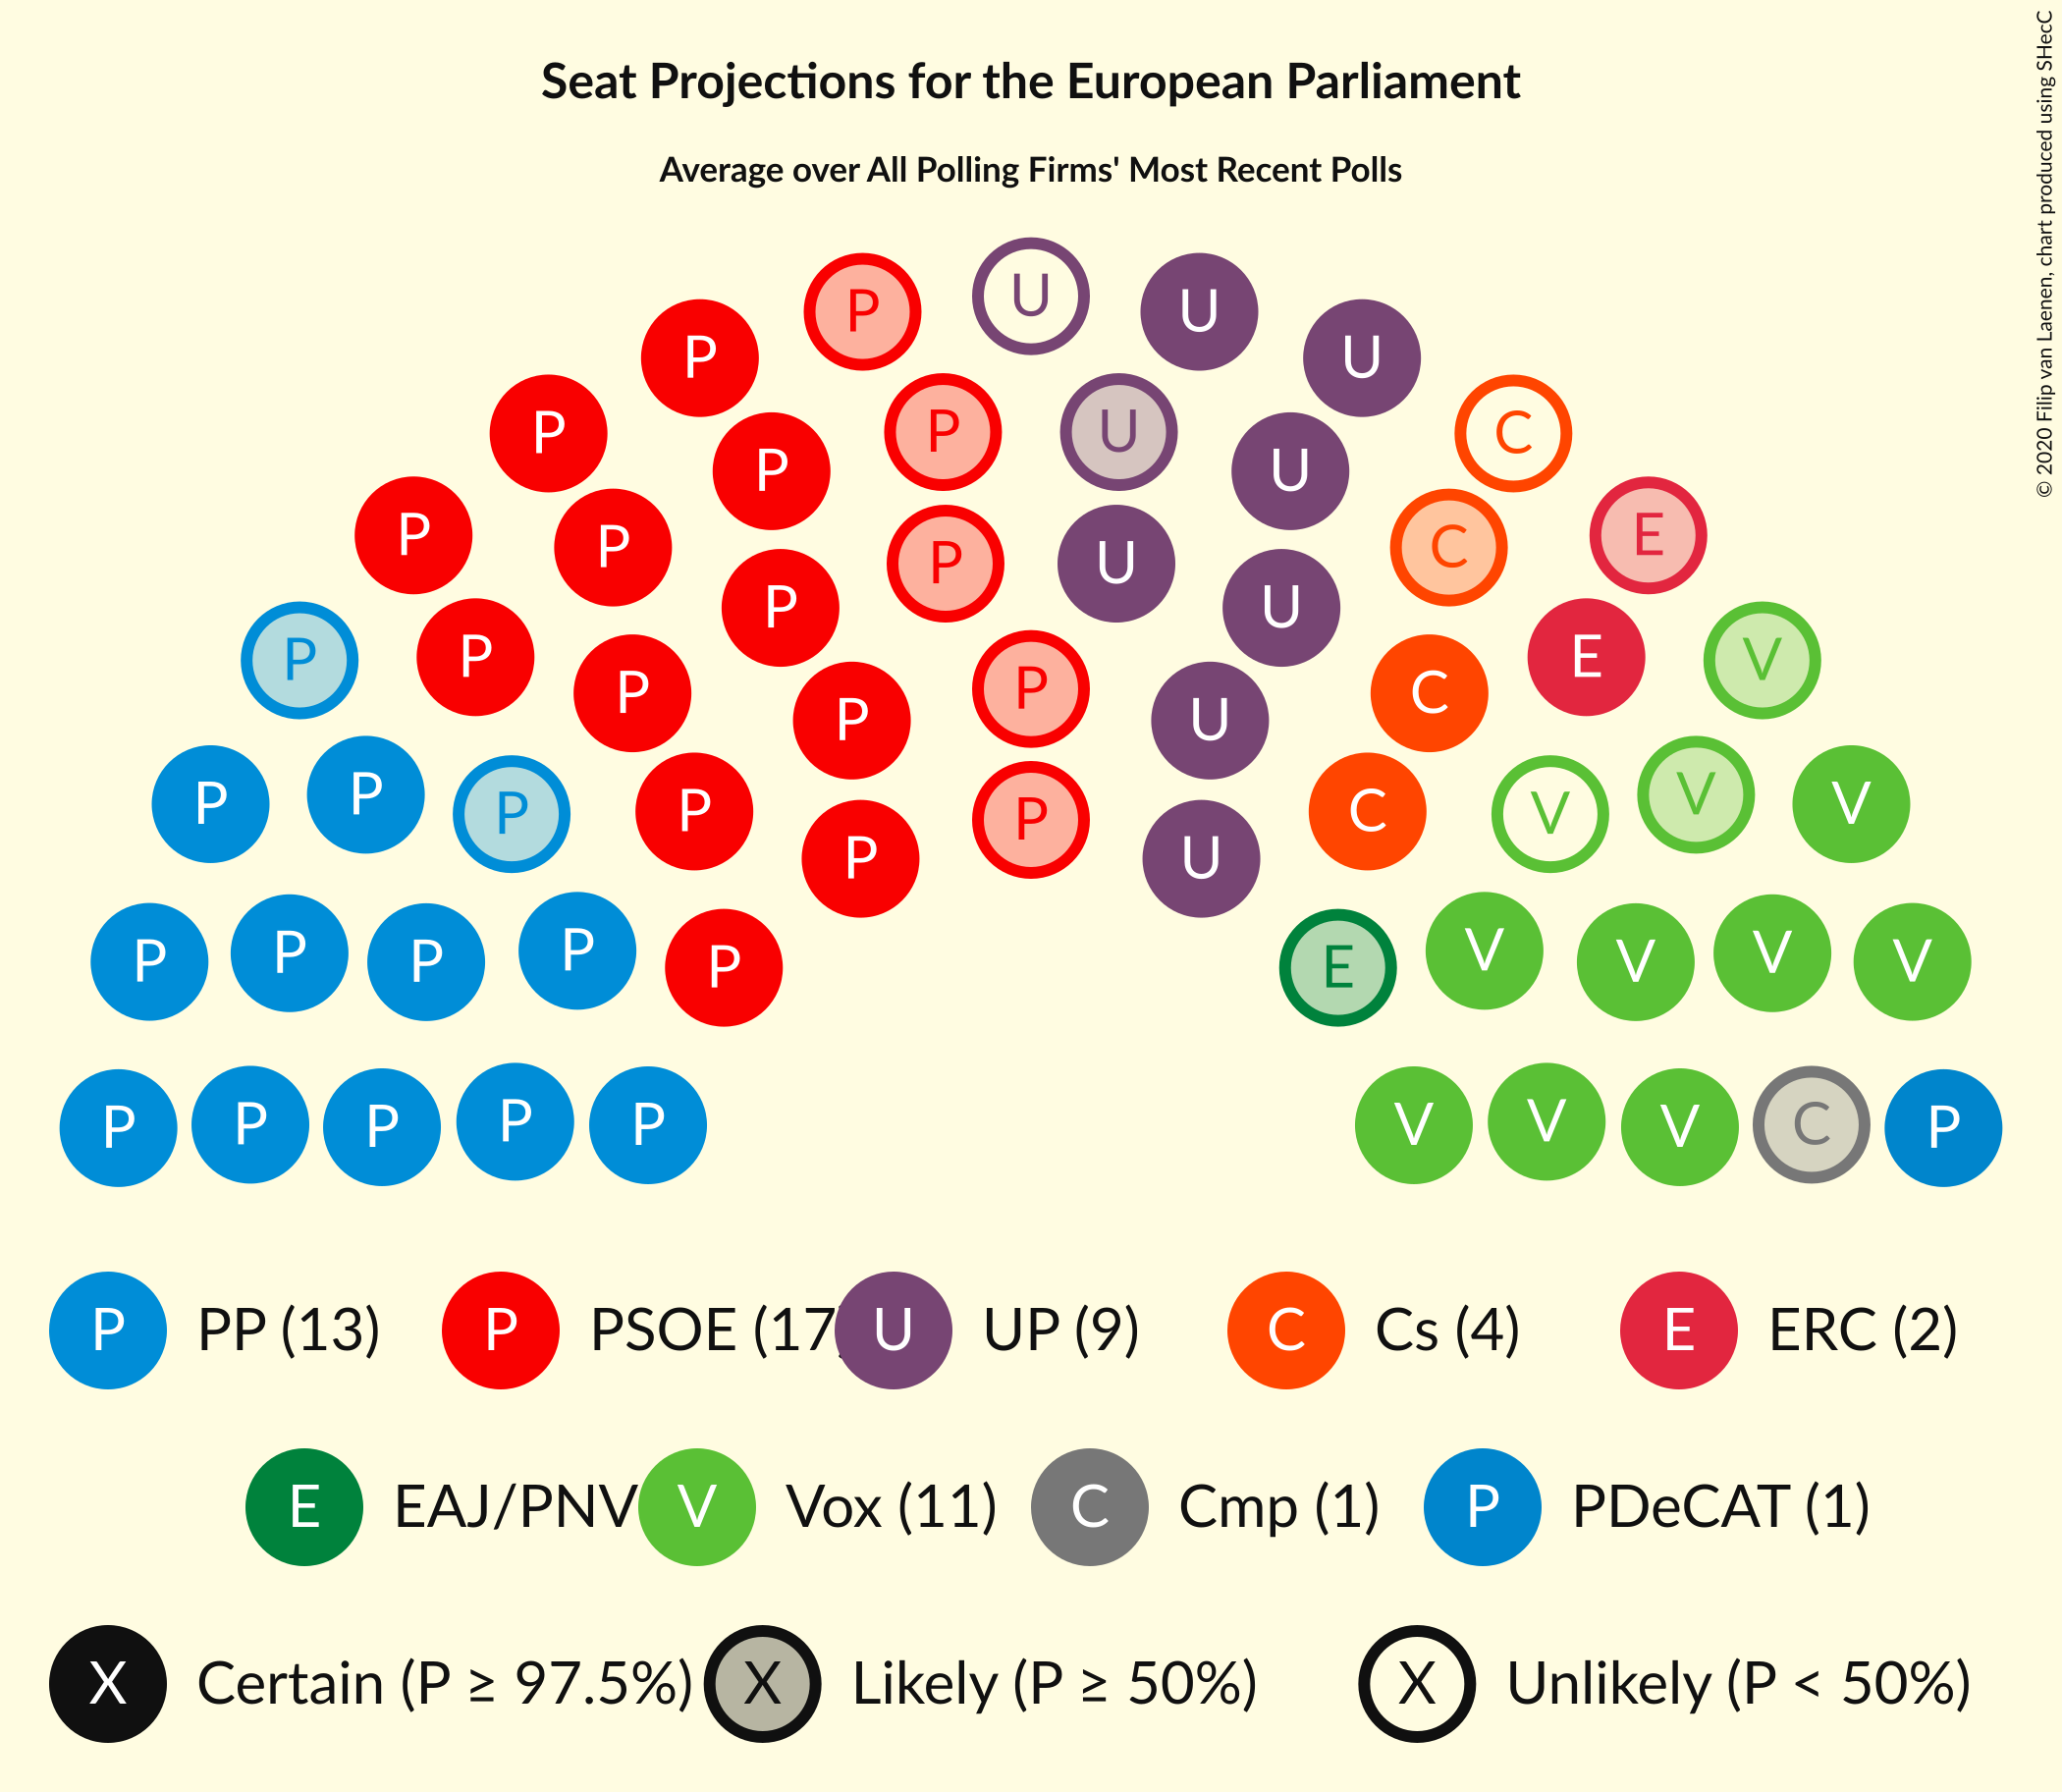 Seat Projections for the European Parliament
Average over All Polling Firms' Most Recent Polls
© 2020 Filip van Laenen, chart produced using SHecC
U
P U
P U
P P U C
P U
P P C E
P U
P U
P P E V
P P C
P U
P P P P P C V V V
P U
P P P P P E V V V V
P P P P P V V V C P
P PP (13) P PSOE (17 U UP (9) C Cs (4) E ERC (2)
E EAJ/PNV V Vox (11) C Cmp (1) P PDeCAT (1)
X Certain (P ≥ 97.5%) X Likely (P ≥ 50%) X Unlikely (P < 50%)